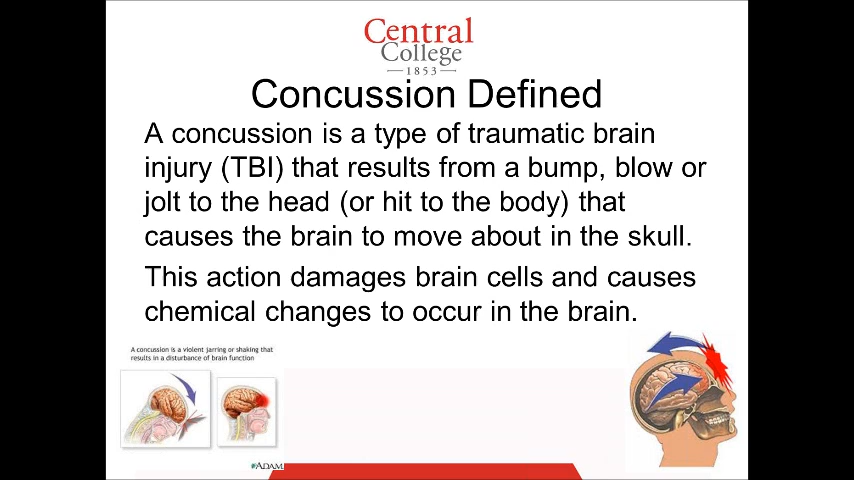 Central
College
1853
Concussion Defined
A concussion is a type of traumatic brain
injury (TBI) that results from a bump, blow or
jolt to the head (or hit to the body) that
causes the brain to move about in the skull.
This action damages brain cells and causes
chemical changes to occur in the brain.
A concussion is a violent jarring or shaking that
results in a disturbance of brain function
ADAM